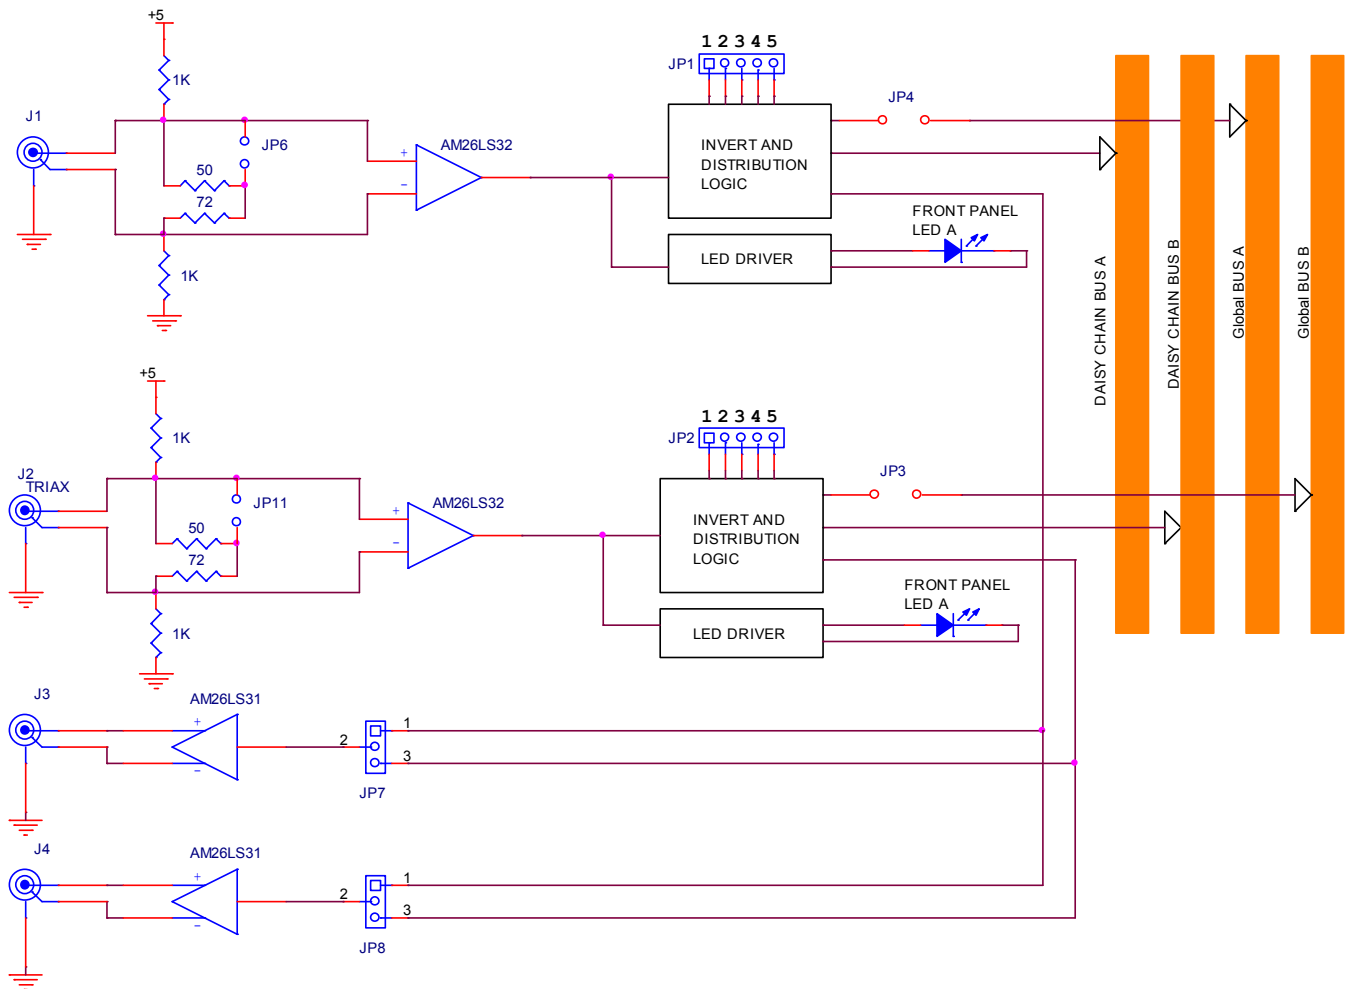 +5
1K
J1
JP6
50
72
1K
+
−
AM26LS32
1 2 3 4 5
JP1
INVERT AND
DISTRIBUTION
LOGIC
JP4
FRONT PANEL
LED A
LED DRIVER
DAISY CHAIN BUS A
DAISY CHAIN BUS B
Global BUS A
Global BUS B
+5
1K
J2
TRIAX
JP11
50
72
1K
+
−
AM26LS32
1 2 3 4 5
JP2
INVERT AND
DISTRIBUTION
LOGIC
JP3
FRONT PANEL
LED A
LED DRIVER
J3
AM26LS31
+
−
2
1
3
JP7
J4
AM26LS31
+
−
2
1
3
JP8